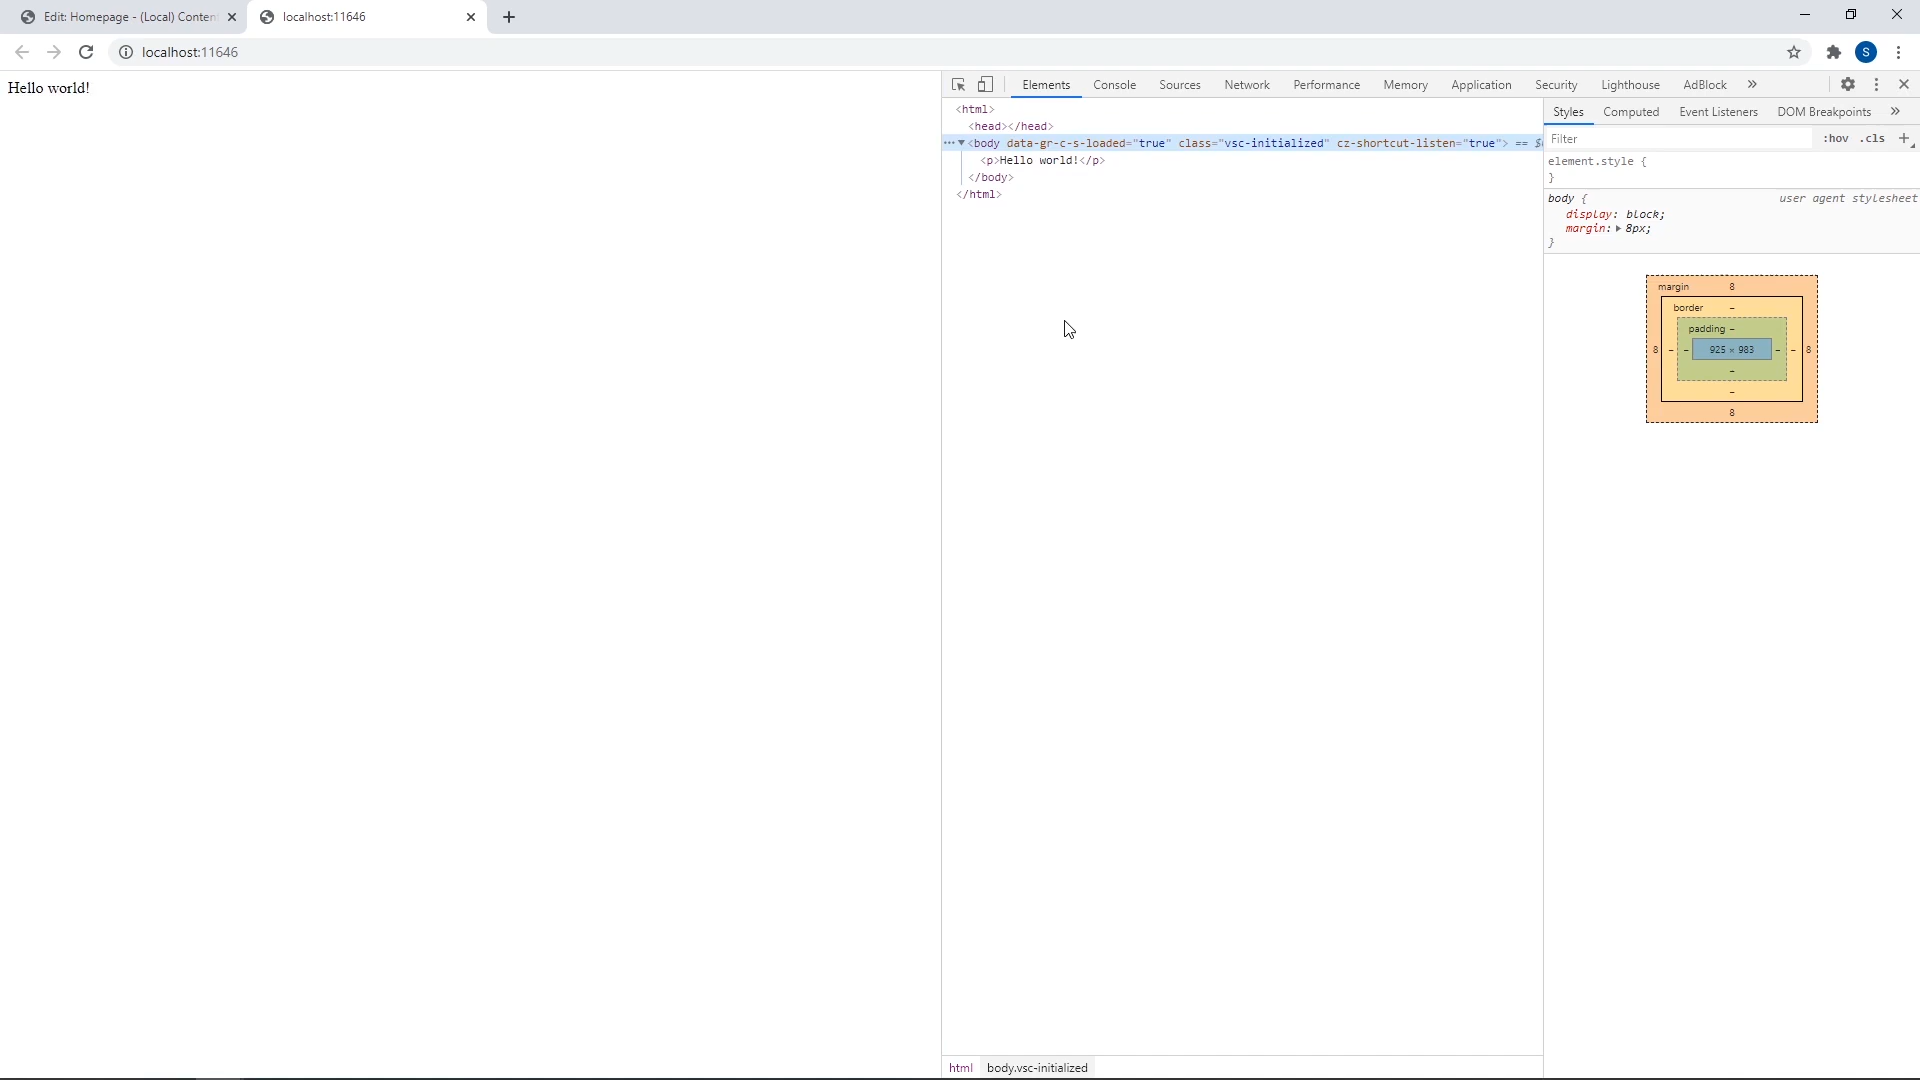 Edit: Homepage - (Local) Conten
localhost:11646
localhost:11646
S
Hello world!
Elements Console Sources Network Performance Memory Application Security Lighthouse AdBlock »
<html>
<head></head>
<body data-gr-c-s-loaded="true" class="vsc-initialized" cz-shortcut-listen="true"> == $
<p>Hello world!</p>
</body>
</html>
Styles Computed Event Listeners DOM Breakpoints »
Filter :hov .cls +
element.style {
}
body { user agent stylesheet
display: block;
margin: 8px;
}
margin 8
border –
padding –
8 – – 925 × 983 – – 8
–
–
8
html body.vsc-initialized